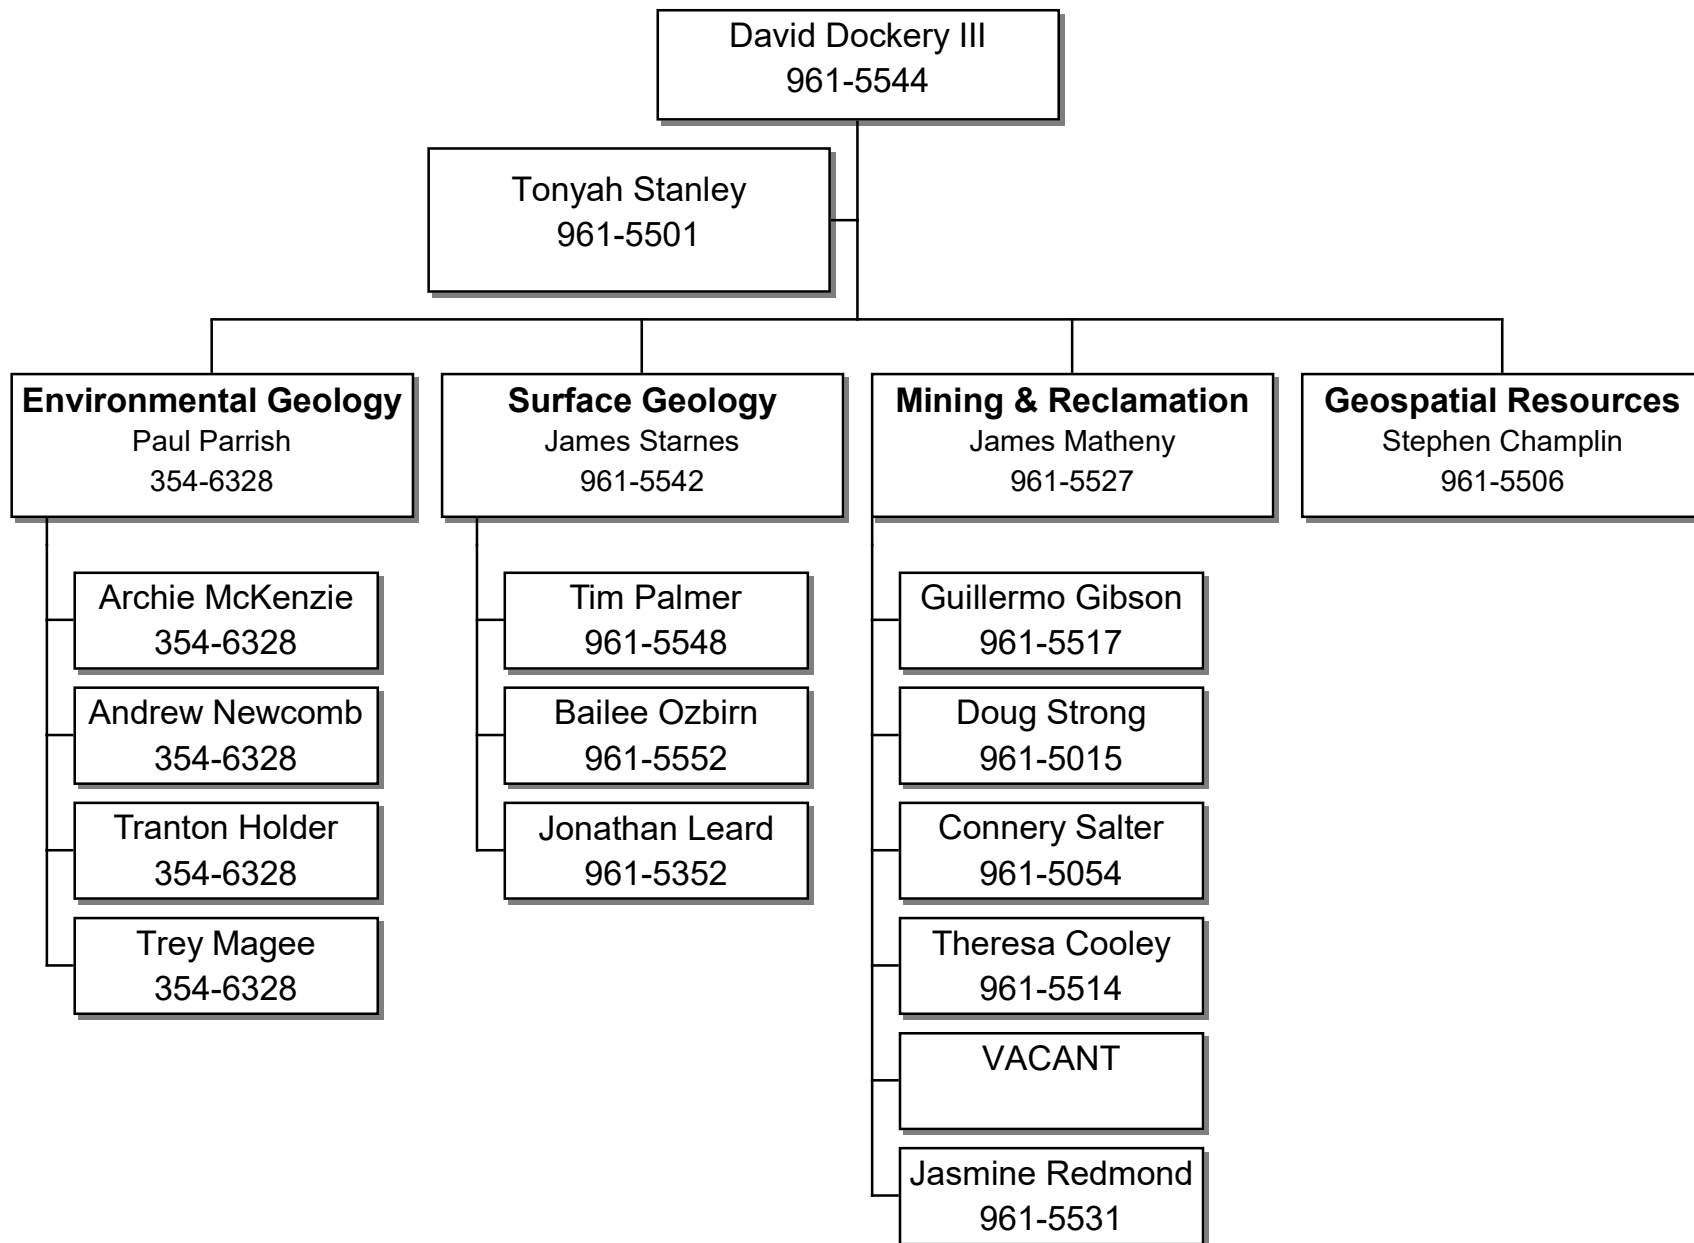 David Dockery III
961-5544
Tonyah Stanley
961-5501
Environmental Geology
Paul Parrish
354-6328
Surface Geology
James Starnes
961-5542
Mining & Reclamation
James Matheny
961-5527
Geospatial Resources
Stephen Champlin
961-5506
Archie McKenzie
354-6328
Andrew Newcomb
354-6328
Tranton Holder
354-6328
Trey Magee
354-6328
Tim Palmer
961-5548
Bailee Ozbirn
961-5552
Jonathan Leard
961-5352
Guillermo Gibson
961-5517
Doug Strong
961-5015
Connery Salter
961-5054
Theresa Cooley
961-5514
VACANT
Jasmine Redmond
961-5531